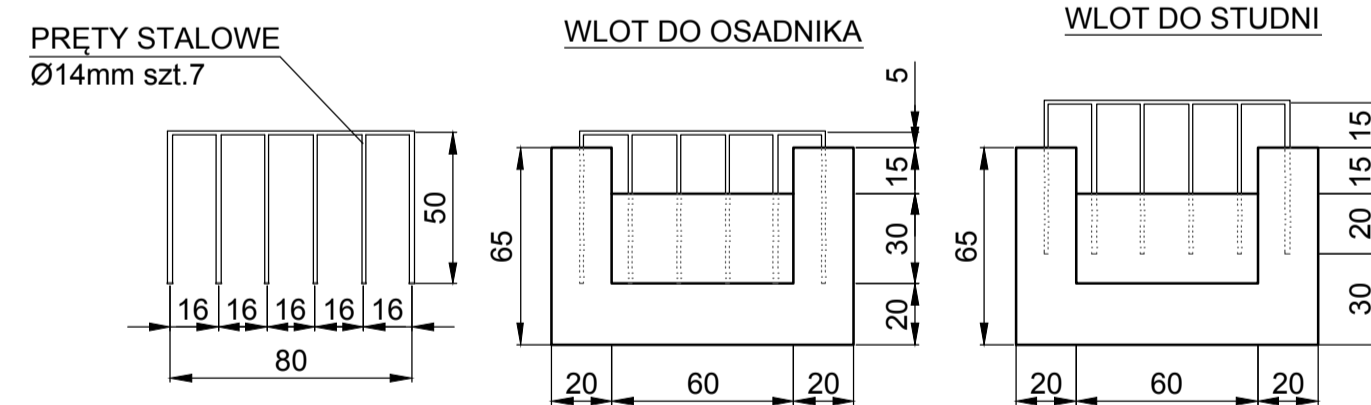 PRĘTY STALOWE
Ø14mm szt.7
50
16 16 16 16 16
80
WLOT DO OSADNIKA
5
15
30
20
65
20 60 20
WLOT DO STUDNI
15
15
20
30
65
20 60 20